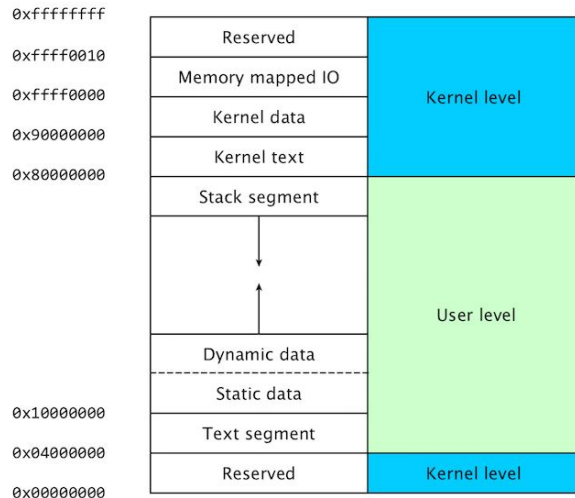 0xffffffff
Reserved
0xffff0010
Memory mapped IO
0xffff0000
Kernel level
Kernel data
0x90000000
Kernel text
0x80000000
Stack segment
User level
Dynamic data
Static data
0x10000000
Text segment
0x04000000
Reserved
Kernel level
0x00000000